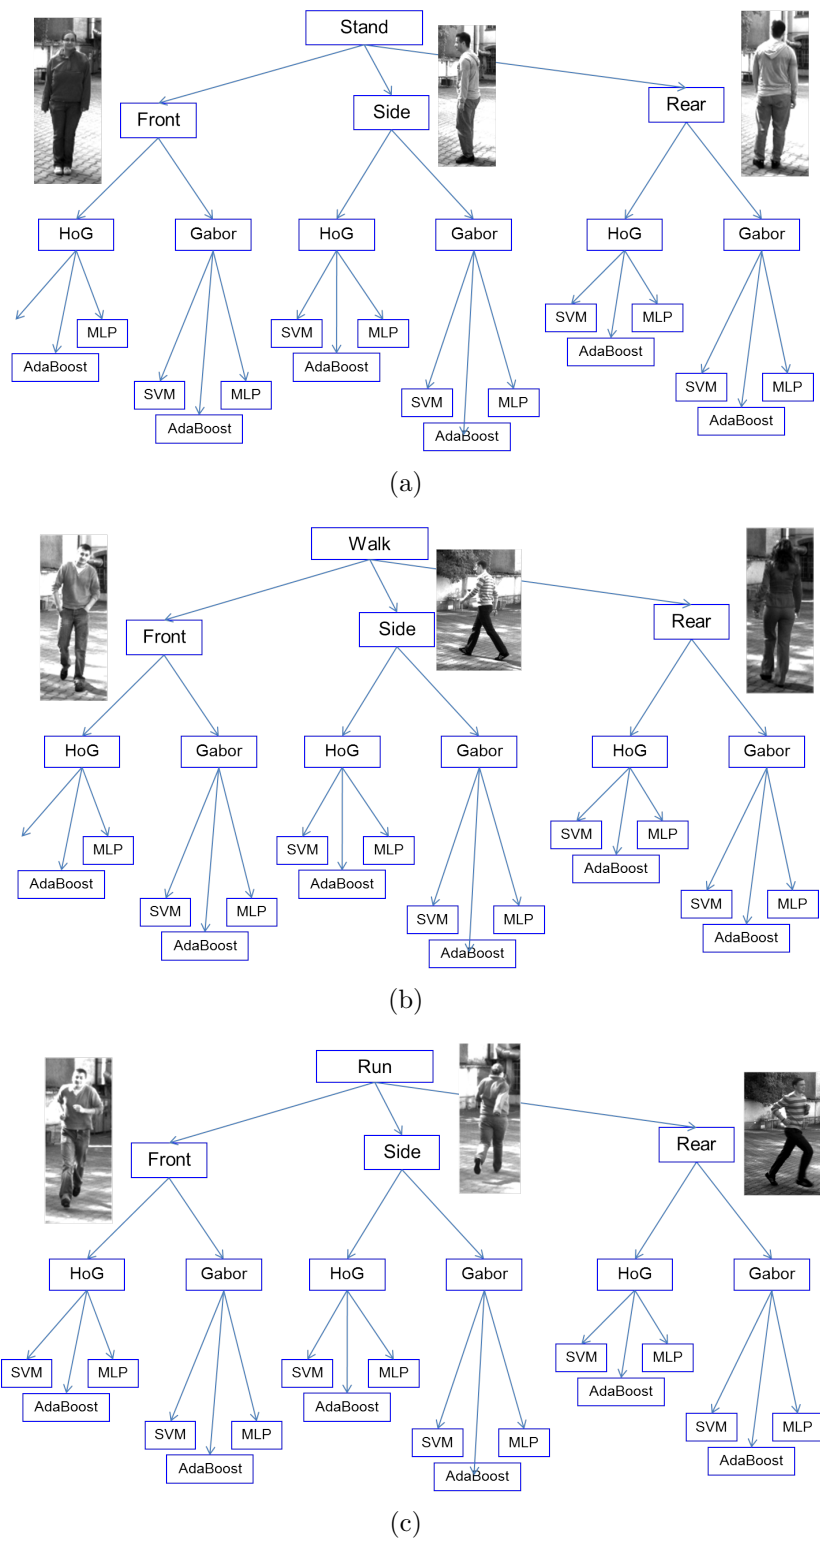 Stand
Front
Side
Rear
HoG
Gabor
HoG
Gabor
HoG
Gabor
MLP
AdaBoost
SVM
MLP
AdaBoost
SVM
MLP
AdaBoost
SVM
MLP
AdaBoost
SVM
MLP
AdaBoost
SVM
MLP
AdaBoost
(a)
Walk
Front
Side
Rear
HoG
Gabor
HoG
Gabor
HoG
Gabor
MLP
AdaBoost
SVM
MLP
AdaBoost
SVM
MLP
AdaBoost
SVM
MLP
AdaBoost
SVM
MLP
AdaBoost
SVM
MLP
AdaBoost
(b)
Run
Front
Side
Rear
HoG
Gabor
HoG
Gabor
HoG
Gabor
SVM
MLP
AdaBoost
SVM
MLP
AdaBoost
SVM
MLP
AdaBoost
SVM
MLP
AdaBoost
SVM
MLP
AdaBoost
SVM
MLP
AdaBoost
(c)